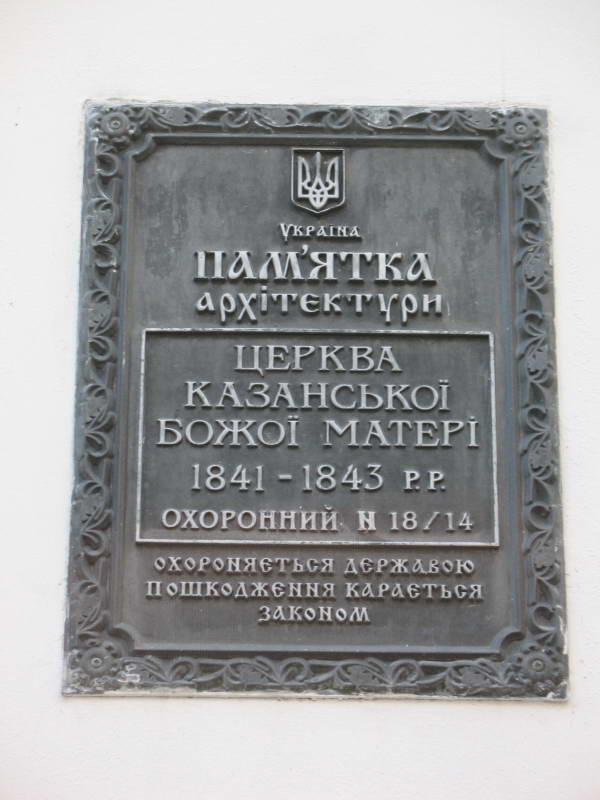 Україна
ПАМ'ЯТКА
архітектури
ЦЕРКВА
КАЗАНСЬКОЇ
БОЖОЇ МАТЕРІ
1841 - 1843 Р.Р.
ОХОРОННИЙ N 18/14
ОХОРОНЯЄТЬСЯ ДЕРЖАВОЮ
ПОШКОДЖЕННЯ КАРАЄТЬСЯ
ЗАКОНОМ